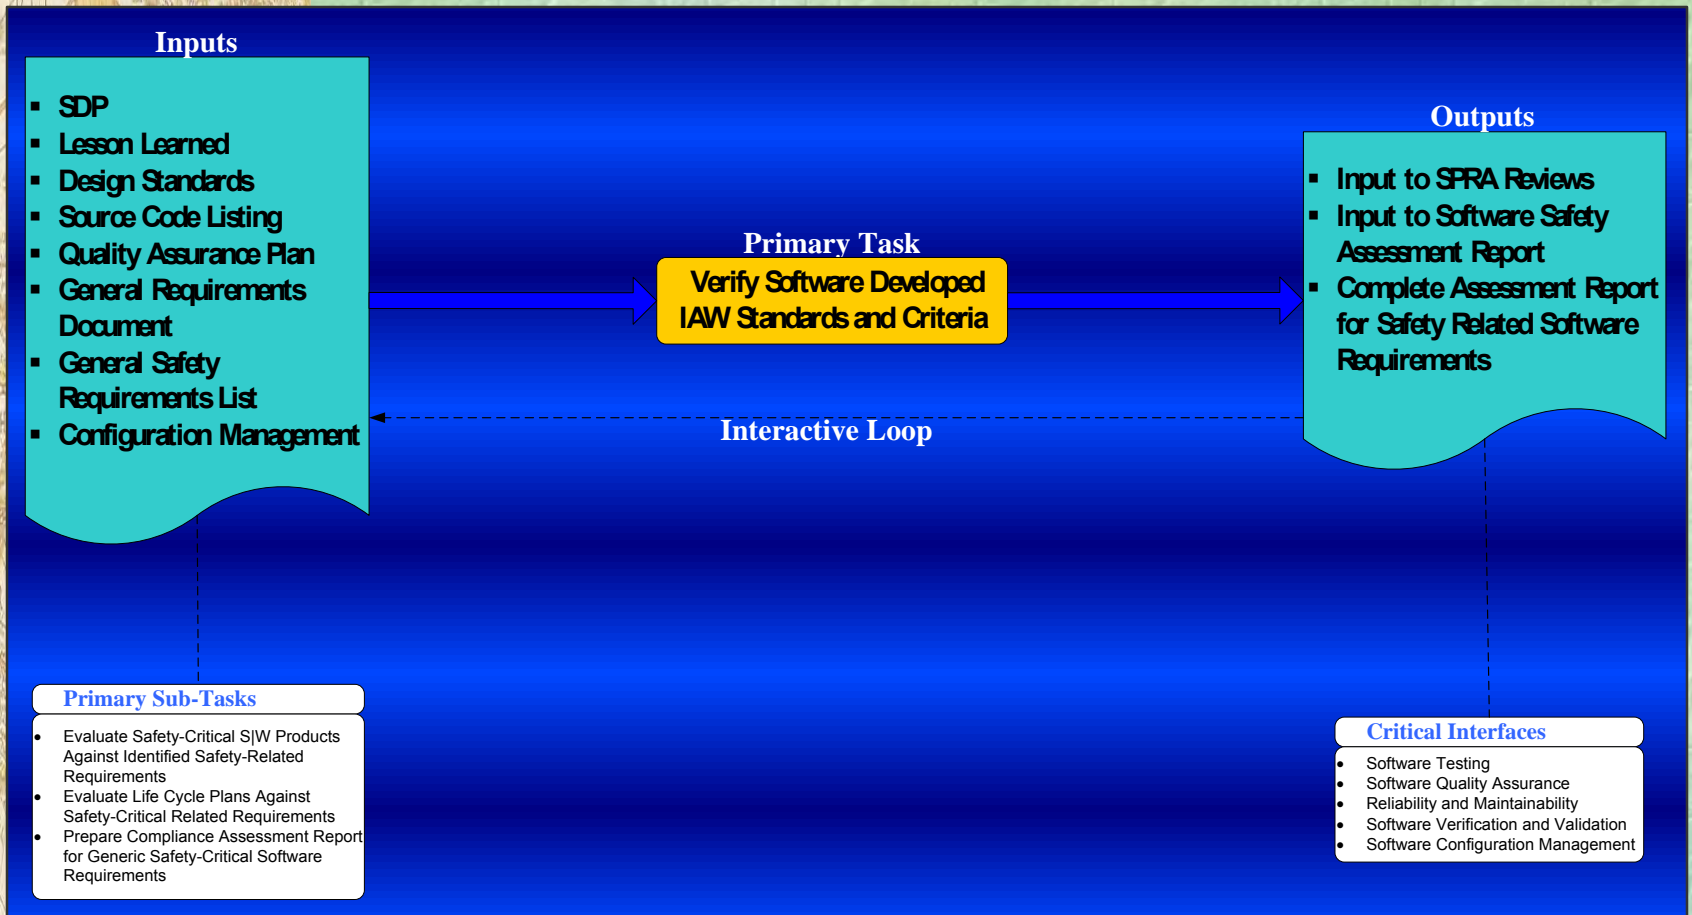 Inputs
▪ SDP
▪ Lesson Learned
▪ Design Standards
▪ Source Code Listing
▪ Quality Assurance Plan
▪ General Requirements
Document
▪ General Safety
Requirements List
▪ Configuration Management
Primary Task
Verify Software Developed
IAW Standards and Criteria
Outputs
▪ Input to SPRA Reviews
▪ Input to Software Safety
Assessment Report
▪ Complete Assessment Report
for Safety Related Software
Requirements
Interactive Loop
Primary Sub-Tasks
• Evaluate Safety-Critical S|W Products
Against Identified Safety-Related
Requirements
• Evaluate Life Cycle Plans Against
Safety-Critical Related Requirements
• Prepare Compliance Assessment Report
for Generic Safety-Critical Software
Requirements
Critical Interfaces
• Software Testing
• Software Quality Assurance
• Reliability and Maintainability
• Software Verification and Validation
• Software Configuration Management